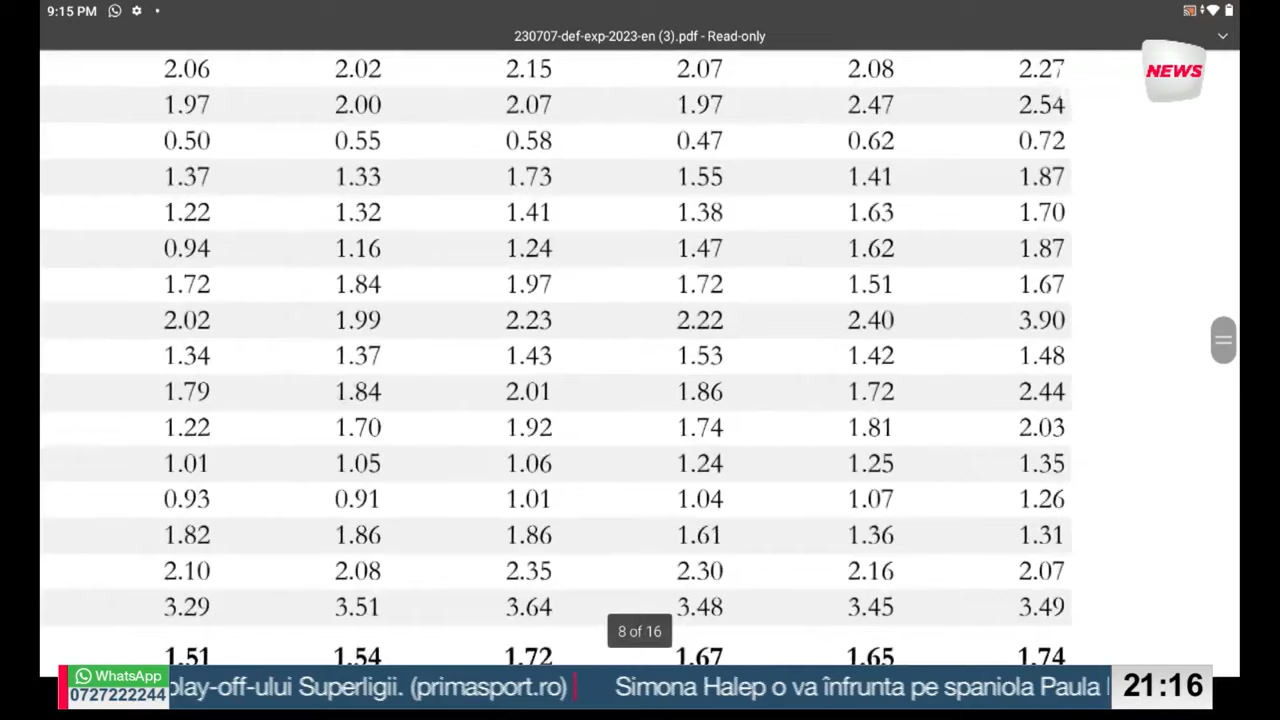 9:15 PM
230707-def-exp-2023-en (3).pdf - Read-only
NEWS
2.06 2.02 2.15 2.07 2.08 2.27
1.97 2.00 2.07 1.97 2.47 2.54
0.50 0.55 0.58 0.47 0.62 0.72
1.37 1.33 1.73 1.55 1.41 1.87
1.22 1.32 1.41 1.38 1.63 1.70
0.94 1.16 1.24 1.47 1.62 1.87
1.72 1.84 1.97 1.72 1.51 1.67
2.02 1.99 2.23 2.22 2.40 3.90
1.34 1.37 1.43 1.53 1.42 1.48
1.79 1.84 2.01 1.86 1.72 2.44
1.22 1.70 1.92 1.74 1.81 2.03
1.01 1.05 1.06 1.24 1.25 1.35
0.93 0.91 1.01 1.04 1.07 1.26
1.82 1.86 1.86 1.61 1.36 1.31
2.10 2.08 2.35 2.30 2.16 2.07
3.29 3.51 3.64 3.48 3.45 3.49
8 of 16
1.51 1.54 1.72 1.67 1.65 1.74
WhatsApp
0727222244
play-off-ului Superligii. (primasport.ro) Simona Halep o va înfrunta pe spaniola Paula
21:16